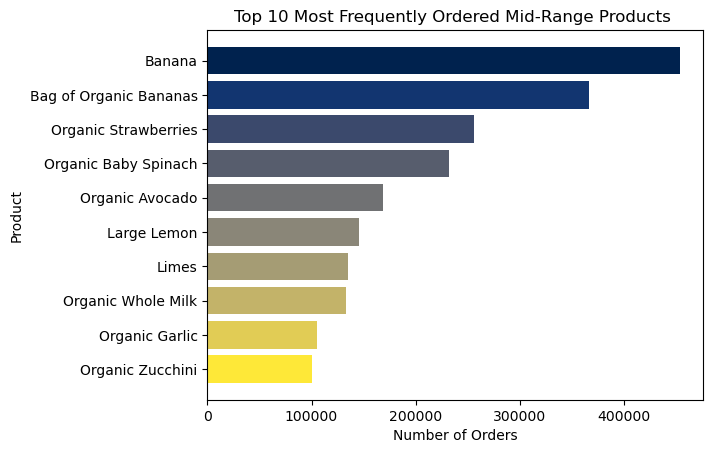 Top 10 Most Frequently Ordered Mid-Range Products
Product
Banana
Bag of Organic Bananas
Organic Strawberries
Organic Baby Spinach
Organic Avocado
Large Lemon
Limes
Organic Whole Milk
Organic Garlic
Organic Zucchini
0 100000 200000 300000 400000
Number of Orders